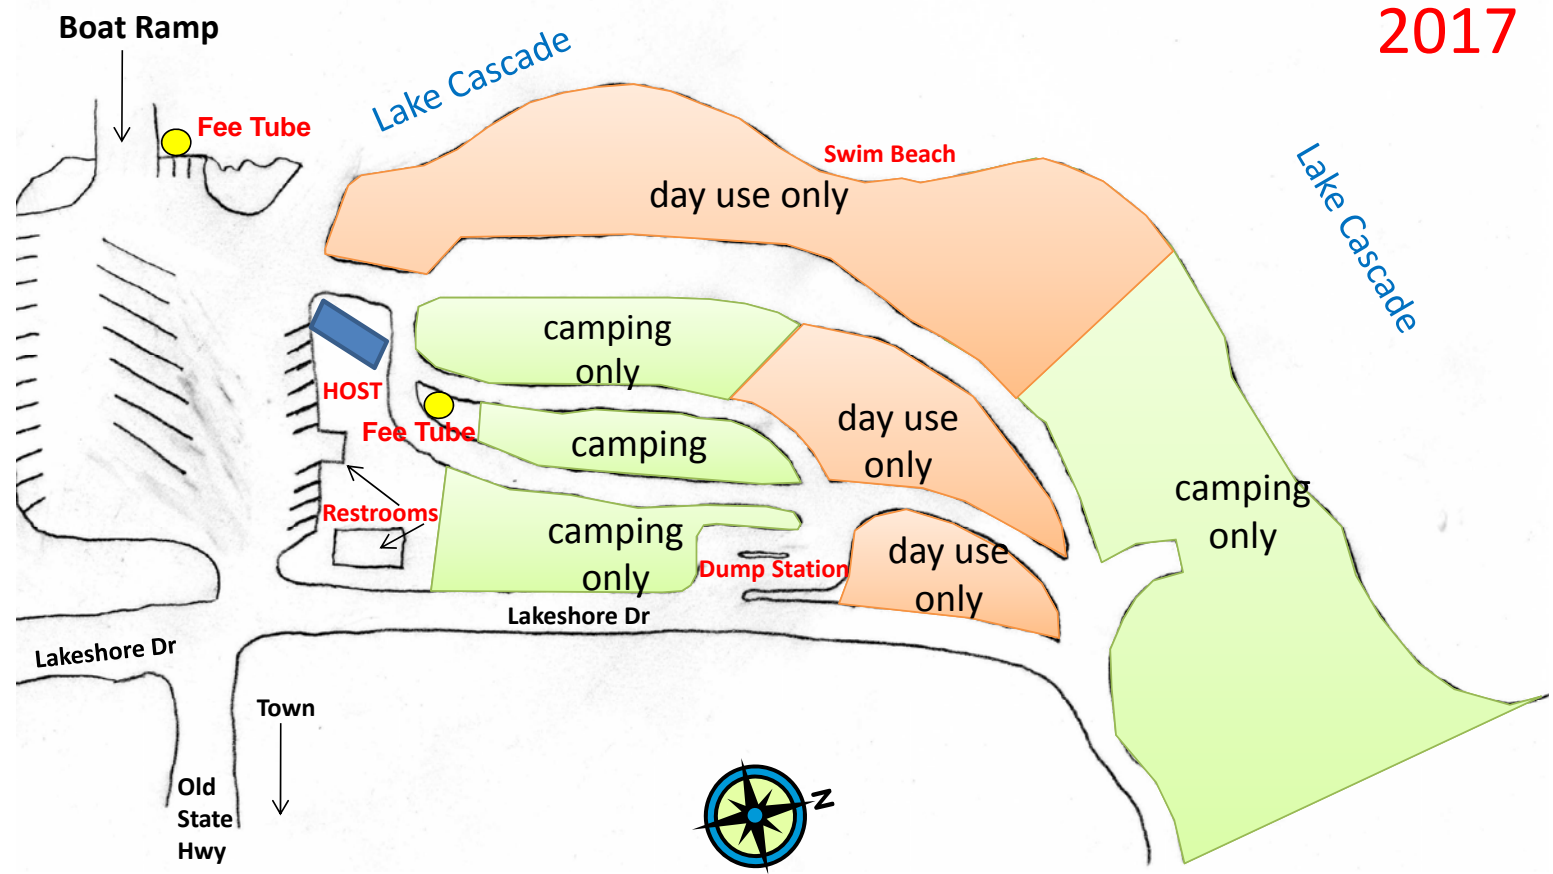 2017
Boat Ramp
Lake Cascade
Fee Tube
Swim Beach
Lake Cascade
day use only
camping
only
HOST
Fee Tube
camping
day use
only
camping
only
Restrooms
camping
only
day use
only
Dump Station
Lakeshore Dr
Lakeshore Dr
Town
Old
State
Hwy
N